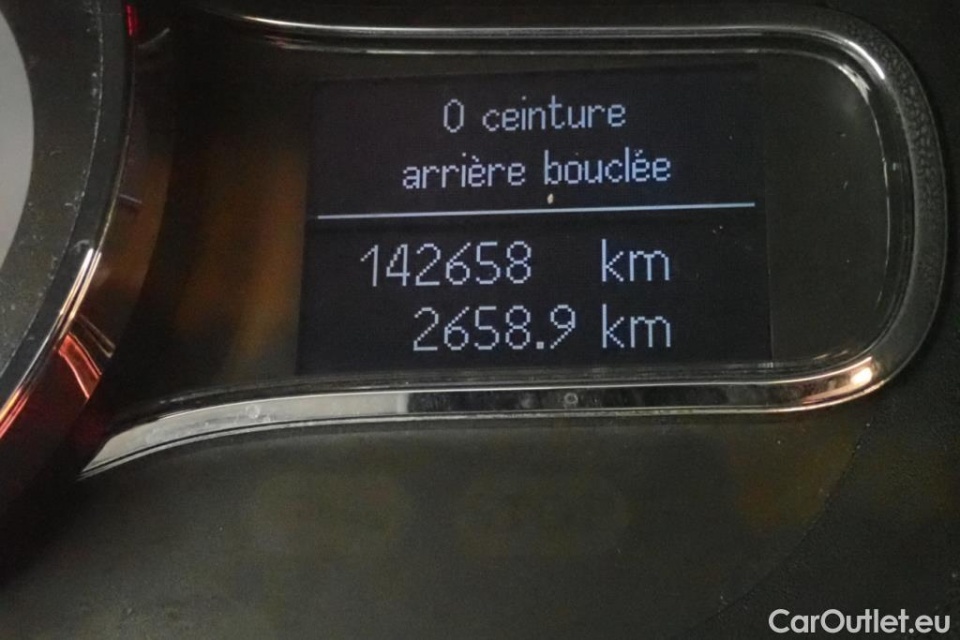 0 ceinture
arrière bouclée
142658 km
2658.9 km
CarOutlet.eu